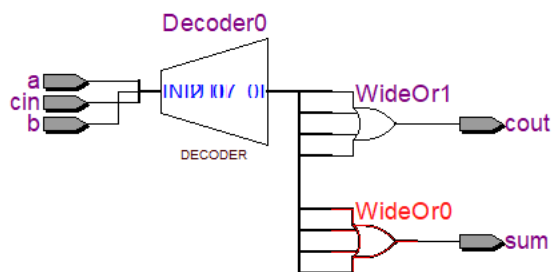 Decoder0
a
cin
b
DECODER
WideOr1
cout
WideOr0
sum